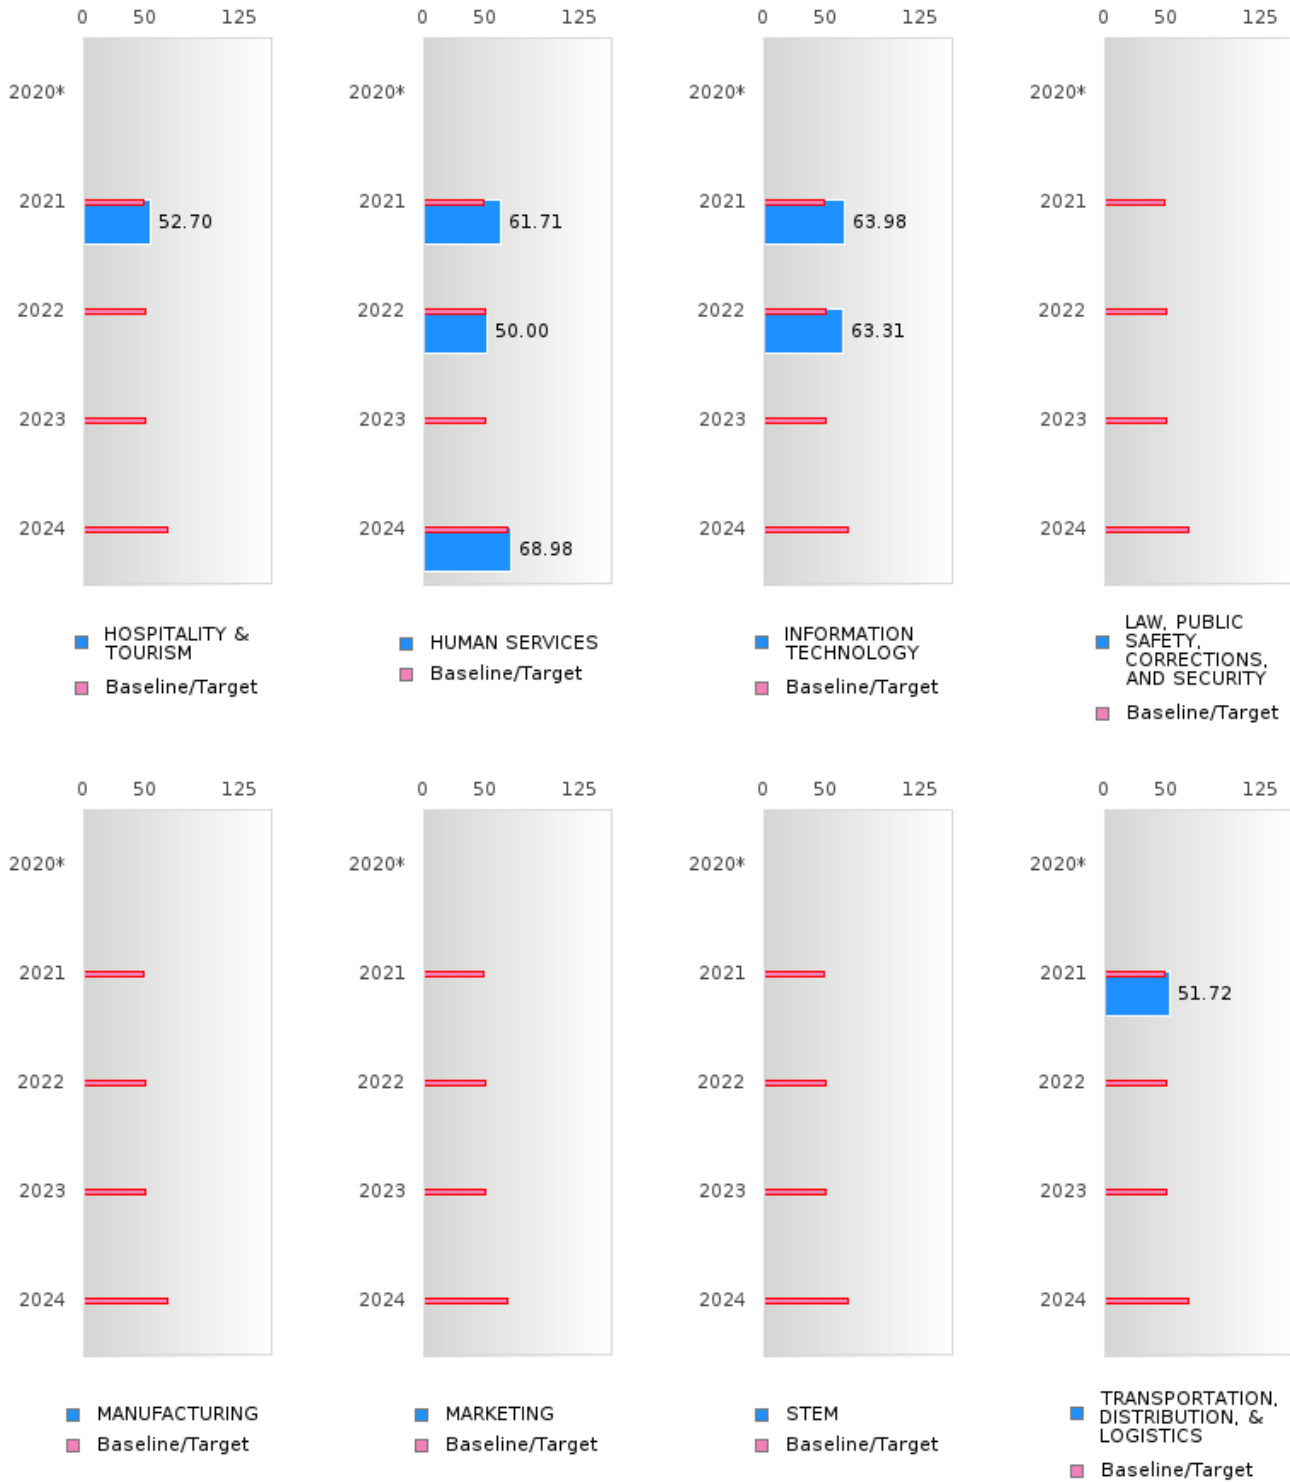 0 50 125 0 50 125 0 50 125 0 50 125
2020* 2020* 2020* 2020*
2021 52.70 2021 61.71 2021 63.98 2021
2022 2022 50.00 2022 63.31 2022
2023 2023 2023 2023
2024 2024 68.98 2024 2024
HOSPITALITY &
TOURISM
Baseline/Target
HUMAN SERVICES
Baseline/Target
INFORMATION
TECHNOLOGY
Baseline/Target
LAW, PUBLIC
SAFETY,
CORRECTIONS,
AND SECURITY
Baseline/Target
0 50 125 0 50 125 0 50 125 0 50 125
2020* 2020* 2020* 2020*
2021 2021 2021 2021 51.72
2022 2022 2022 2022
2023 2023 2023 2023
2024 2024 2024 2024
MANUFACTURING
Baseline/Target
MARKETING
Baseline/Target
STEM
Baseline/Target
TRANSPORTATION,
DISTRIBUTION, &
LOGISTICS
Baseline/Target